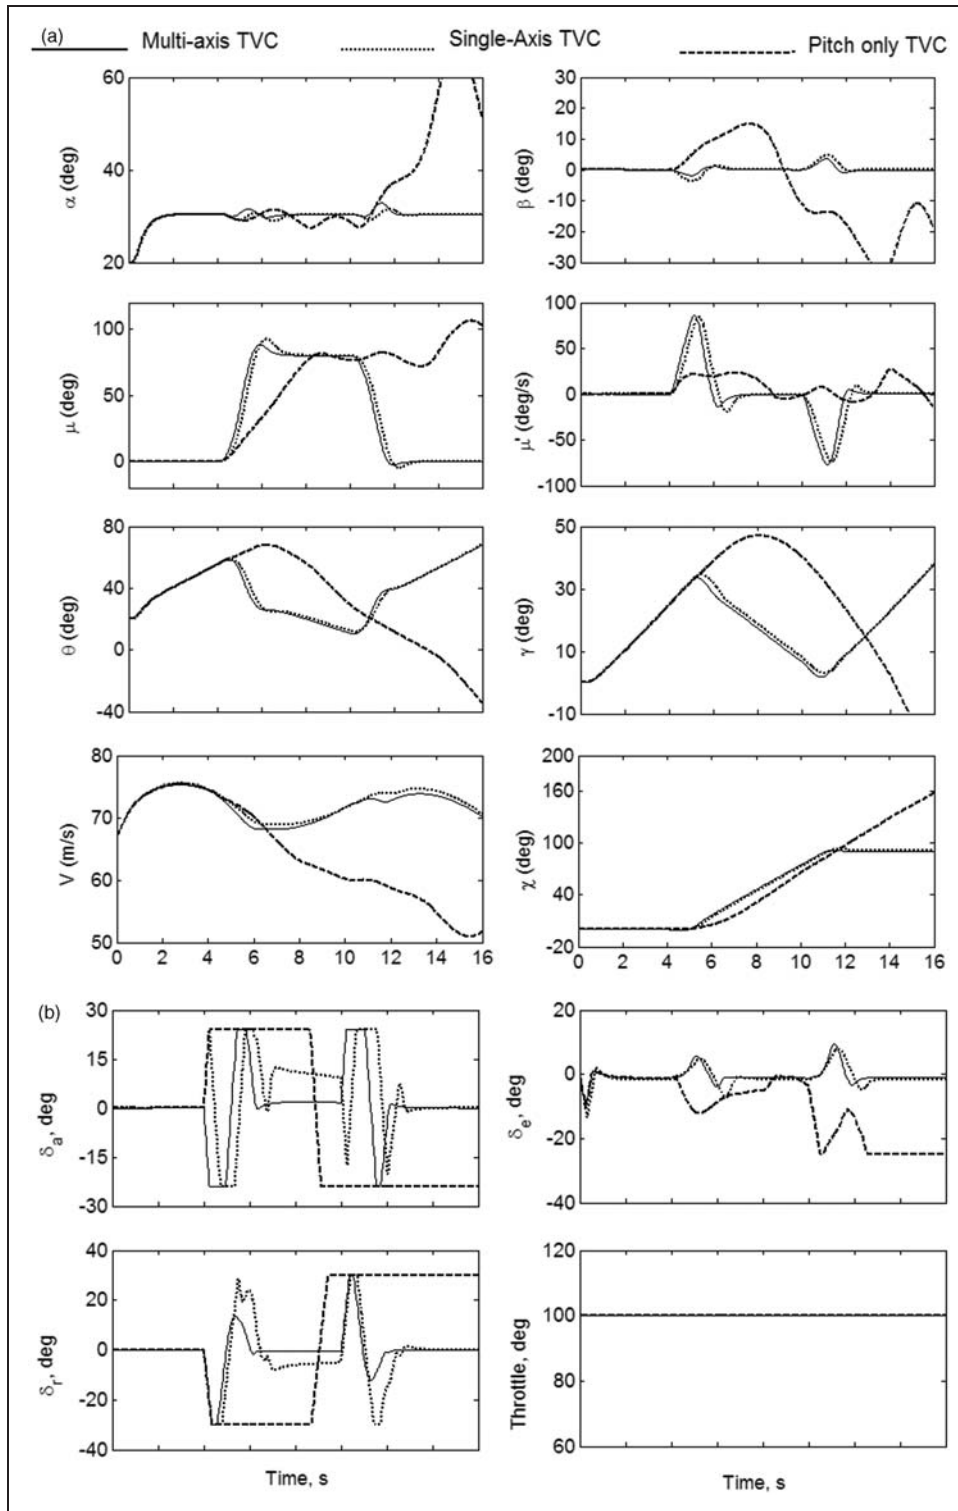 (a) Multi-axis TVC Single-Axis TVC Pitch only TVC
60
40
20
α (deg)
30
20
10
0
-10
-20
-30
β (deg)
100
50
0
μ (deg)
100
50
0
-50
-100
μ' (deg/s)
80
40
0
-40
θ (deg)
50
30
10
-10
γ (deg)
80
70
60
50
V (m/s)
0 2 4 6 8 10 12 14 16
200
160
100
40
-20
χ (deg)
0 2 4 6 8 10 12 14 16
(b)
30
15
0
-15
-30
δa, deg
20
0
-20
-40
δe, deg
40
20
0
-20
-40
δr, deg
Time, s
120
100
80
60
Throttle, deg
Time, s